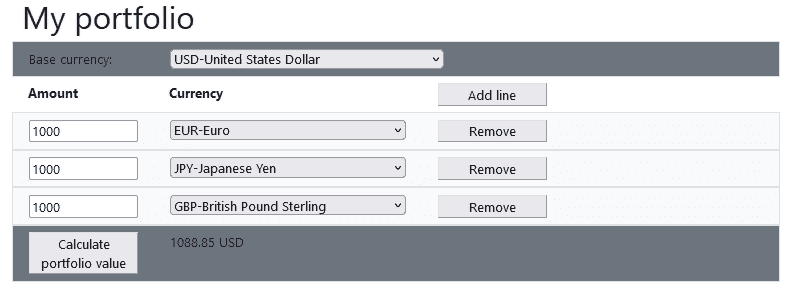 My portfolio
Base currency: USD-United States Dollar
Amount Currency Add line
1000 EUR-Euro Remove
1000 JPY-Japanese Yen Remove
1000 GBP-British Pound Sterling Remove
Calculate
portfolio value 1088.85 USD